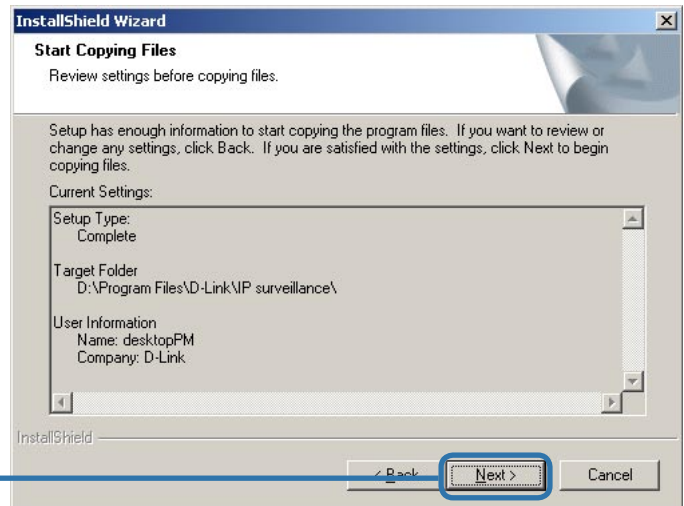 InstallShield Wizard
Start Copying Files
Review settings before copying files.
Setup has enough information to start copying the program files. If you want to review or
change any settings, click Back. If you are satisfied with the settings, click Next to begin
copying files.
Current Settings:
Setup Type:
Complete
Target Folder
D:\Program Files\D-Link\IP surveillance\
User Information
Name: desktopPM
Company: D-Link
InstallShield
< Back Next > Cancel